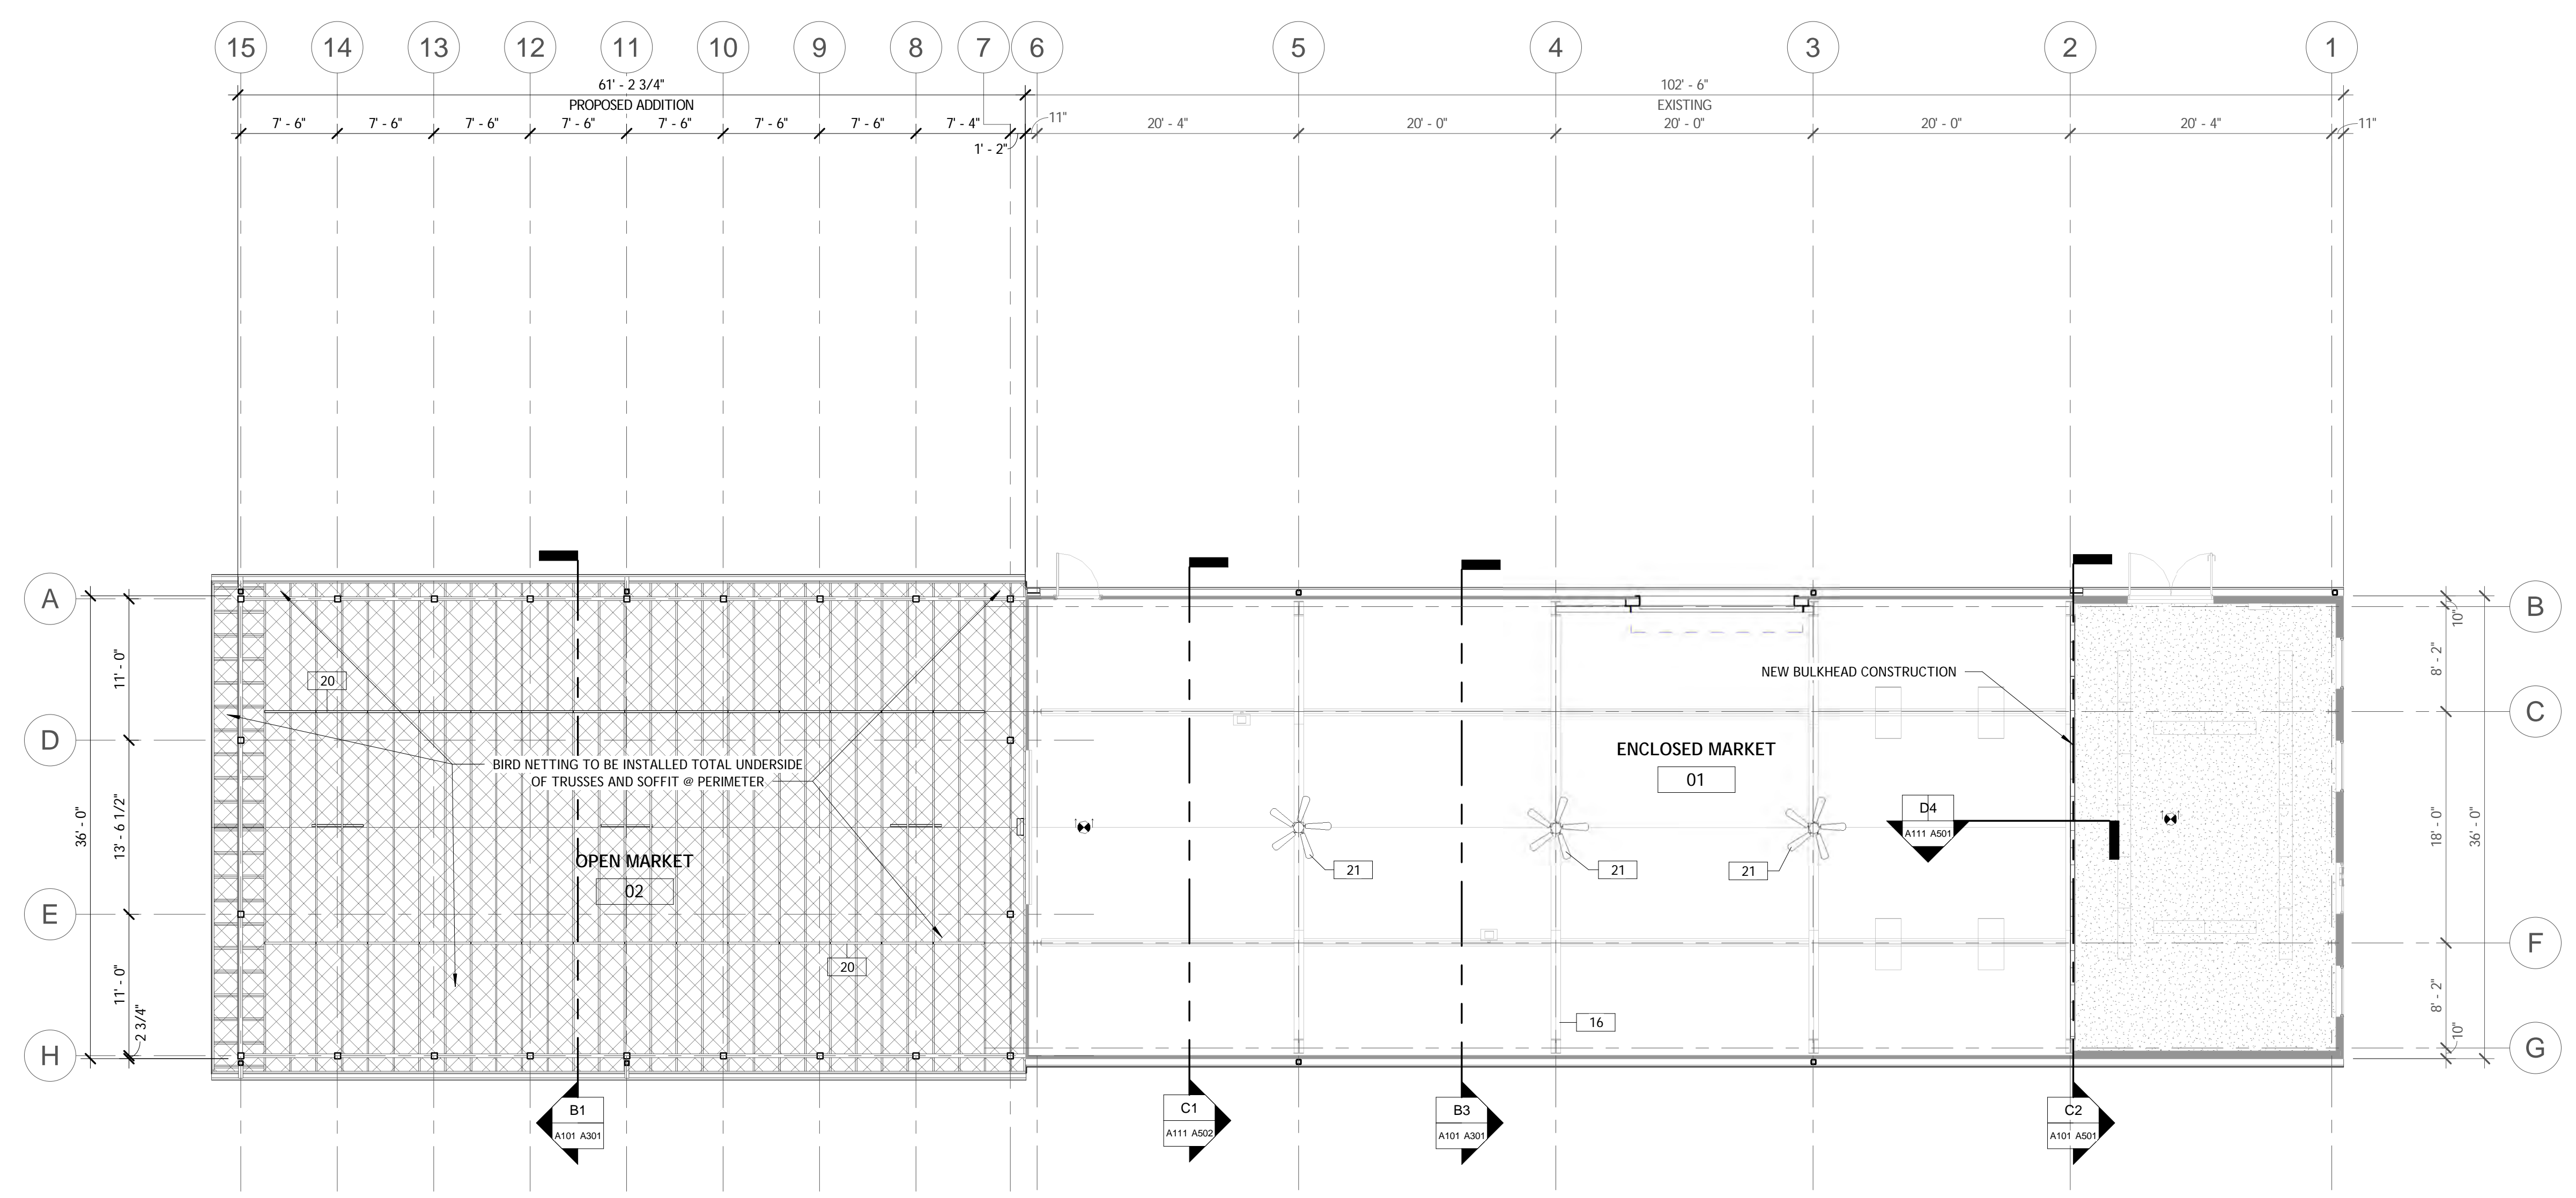 15 14 13 12 11 10 9 8 7 6 5 4 3 2 1
61' - 2 3/4" 102' - 6"
PROPOSED ADDITION EXISTING
7' - 6" 7' - 6" 7' - 6" 7' - 6" 7' - 6" 7' - 6" 7' - 6" 7' - 4" 11" 20' - 4" 20' - 0" 20' - 0" 20' - 0" 20' - 4" 11"
1' - 2"
A B
10"
11' - 0" 8' - 2"
20
NEW BULKHEAD CONSTRUCTION
D C
ENCLOSED MARKET
01
BIRD NETTING TO BE INSTALLED TOTAL UNDERSIDE
OF TRUSSES AND SOFFIT @ PERIMETER
36' - 0" 13' - 6 1/2" 18' - 0" 36' - 0"
D4
A111 A501
OPEN MARKET
02
21 21 21
E F
20
11' - 0" 8' - 2"
2 3/4" 16 10"
H G
B1 C1 B3 C2
A101 A301 A111 A502 A101 A301 A101 A501